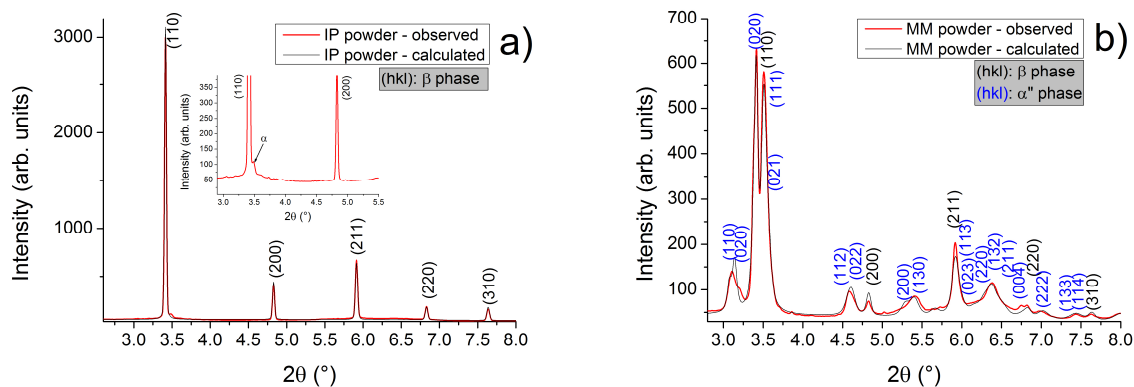 IP powder - observed
IP powder - calculated
(hkl): β phase
a)
(110)
(200)
(211)
(220)
(310)
3000
2000
1000
Intensity (arb. units)
3.0 3.5 4.0 4.5 5.0 5.5 6.0 6.5 7.0 7.5 8.0
2θ (°)
(110)
(200)
α
350
300
250
200
150
100
50
Intensity (arb. units)
3.0 3.5 4.0 4.5 5.0 5.5
2θ (°)
MM powder - observed
MM powder - calculated
(hkl): β phase
(hkl): α" phase
b)
(020)
(110)
(111)
(021)
(110)
(020)
(112)
(022)
(200)
(200)
(130)
(211)
(113)
(023)
(220)
(132)
(211)
(004)
(220)
(222)
(133)
(114)
(310)
700
600
500
400
300
200
100
Intensity (arb. units)
3.0 3.5 4.0 4.5 5.0 5.5 6.0 6.5 7.0 7.5 8.0
2θ (°)